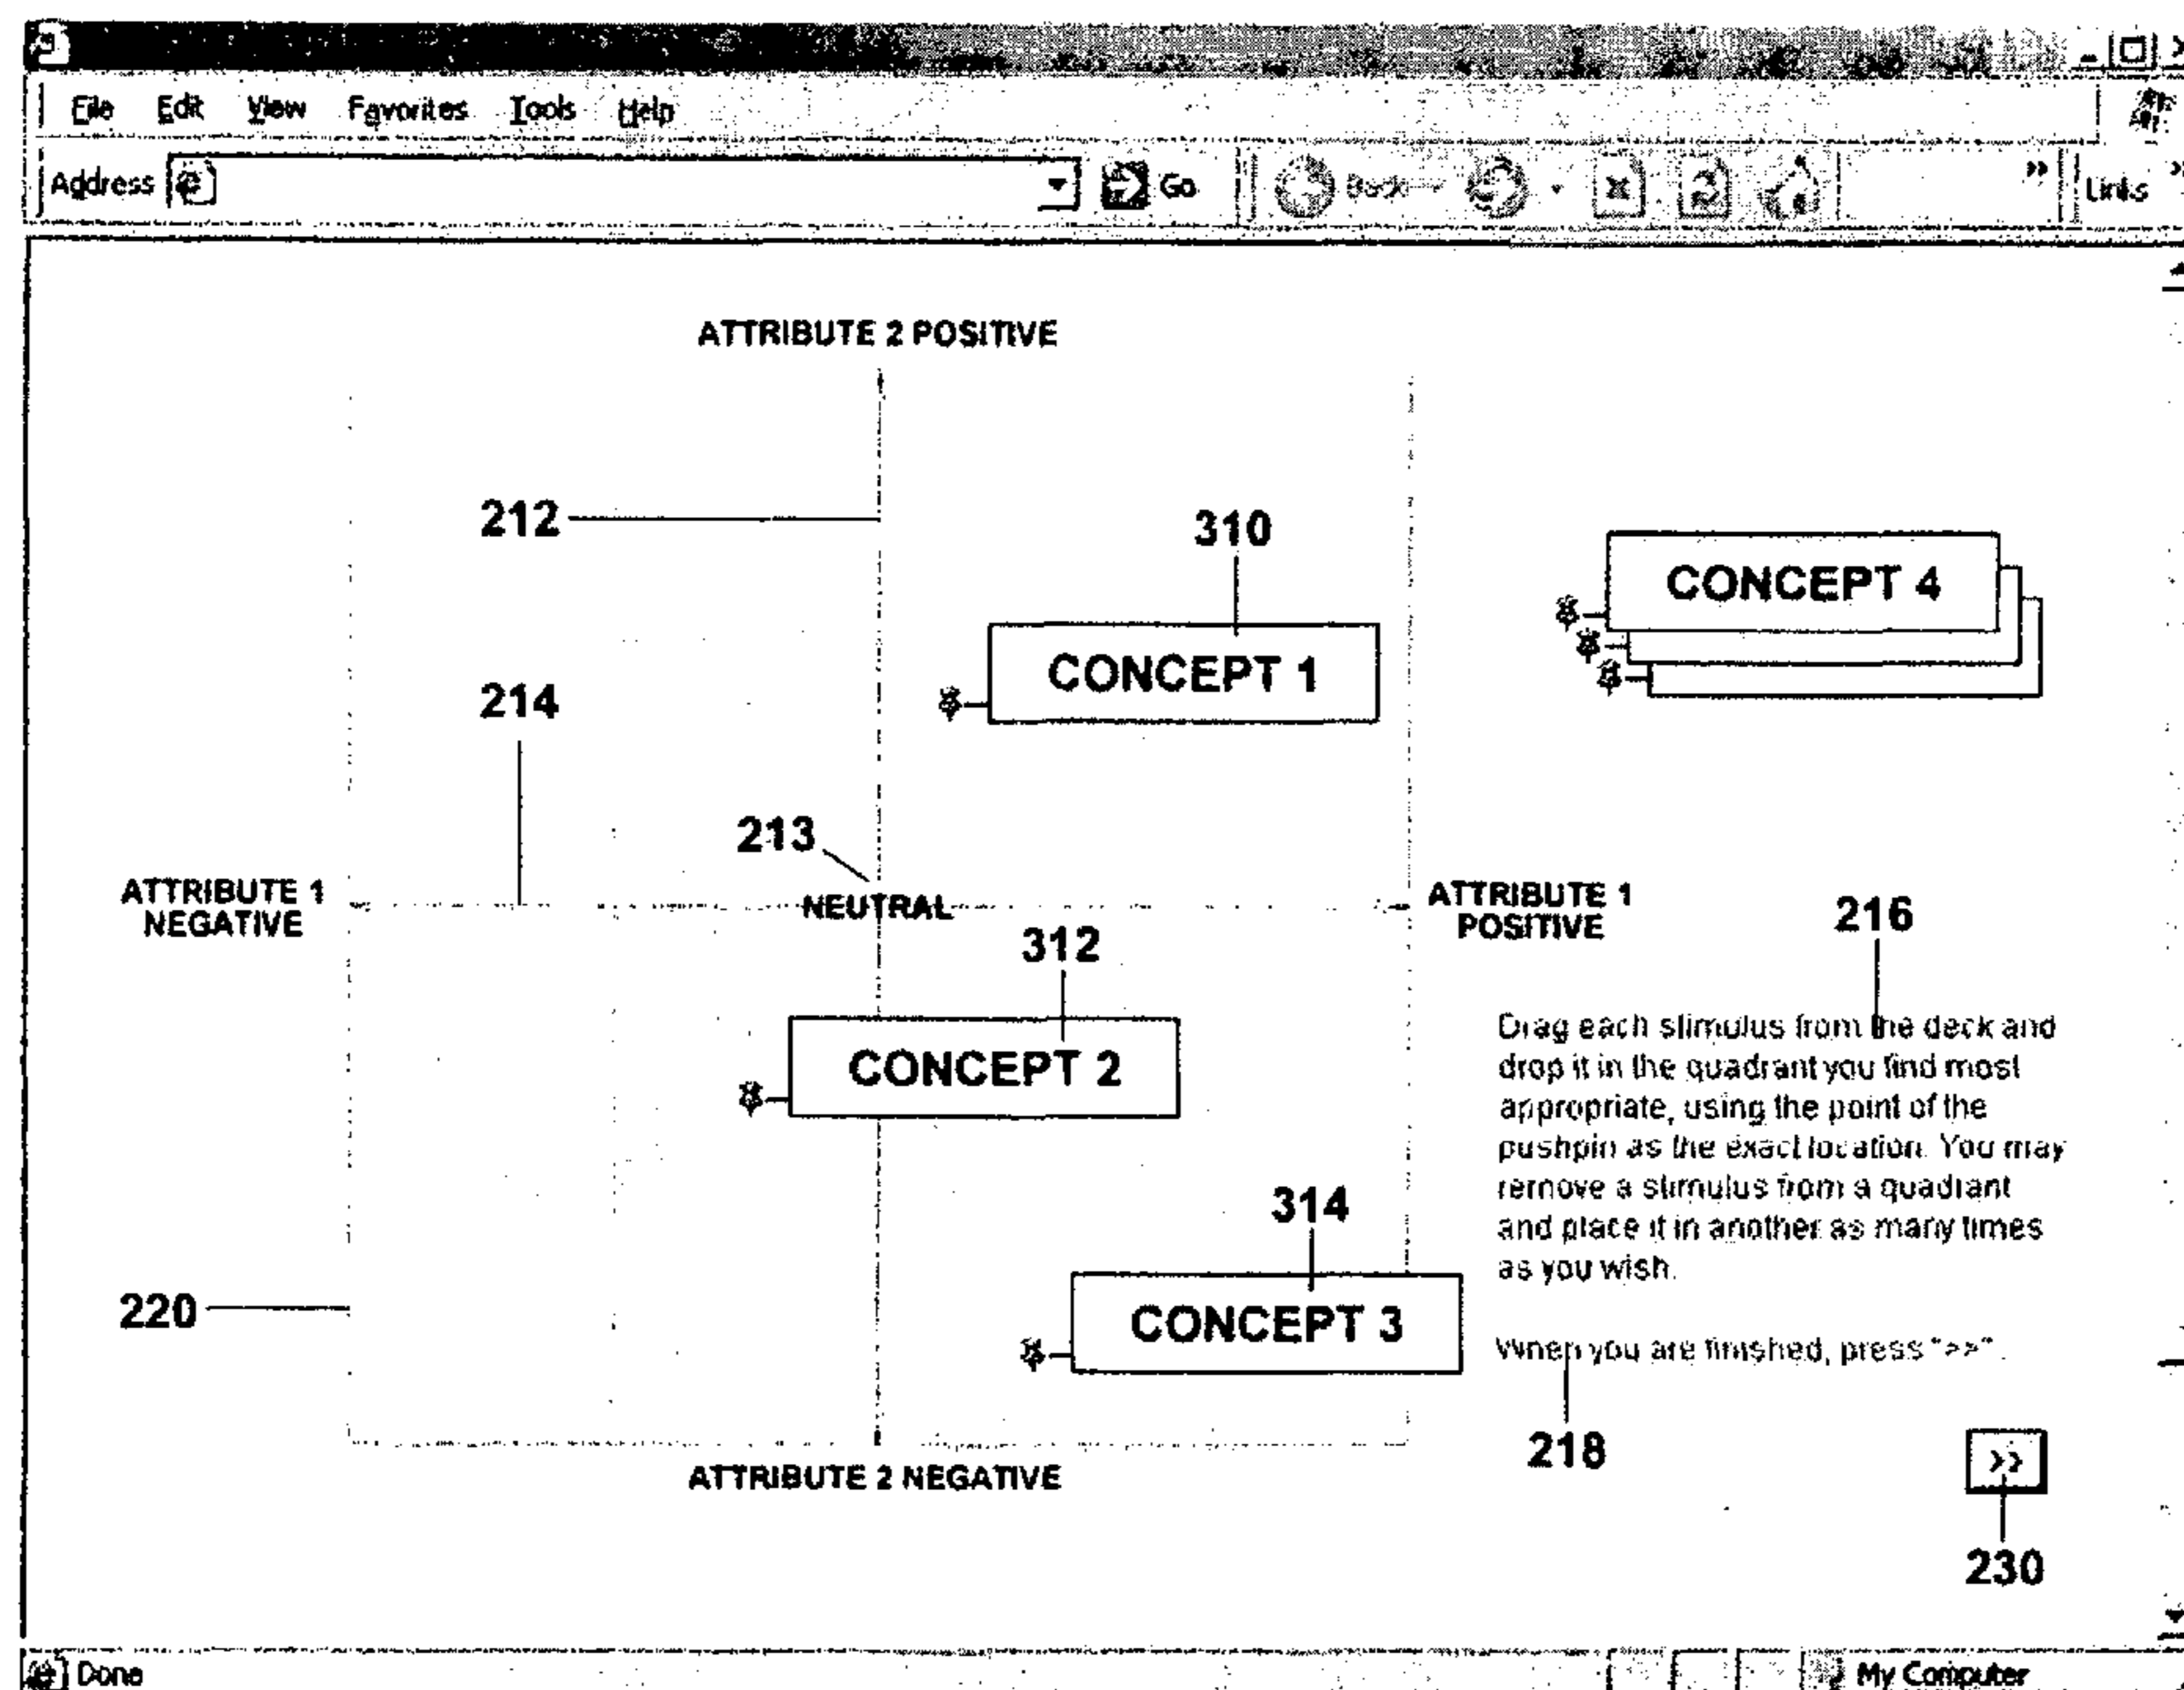 File Edit View Favorites Tools Help
Address Go Back Links
ATTRIBUTE 2 POSITIVE
212
310
CONCEPT 4
CONCEPT 1
214
213
ATTRIBUTE 1
NEGATIVE
NEUTRAL
ATTRIBUTE 1
POSITIVE
216
312
CONCEPT 2
Drag each stimulus from the deck and
drop it in the quadrant you find most
appropriate, using the point of the
pushpin as the exact location. You may
remove a stimulus from a quadrant
and place it in another as many times
as you wish.
314
220
CONCEPT 3
When you are finished, press ">>".
218
ATTRIBUTE 2 NEGATIVE
>>
230
Done My Computer